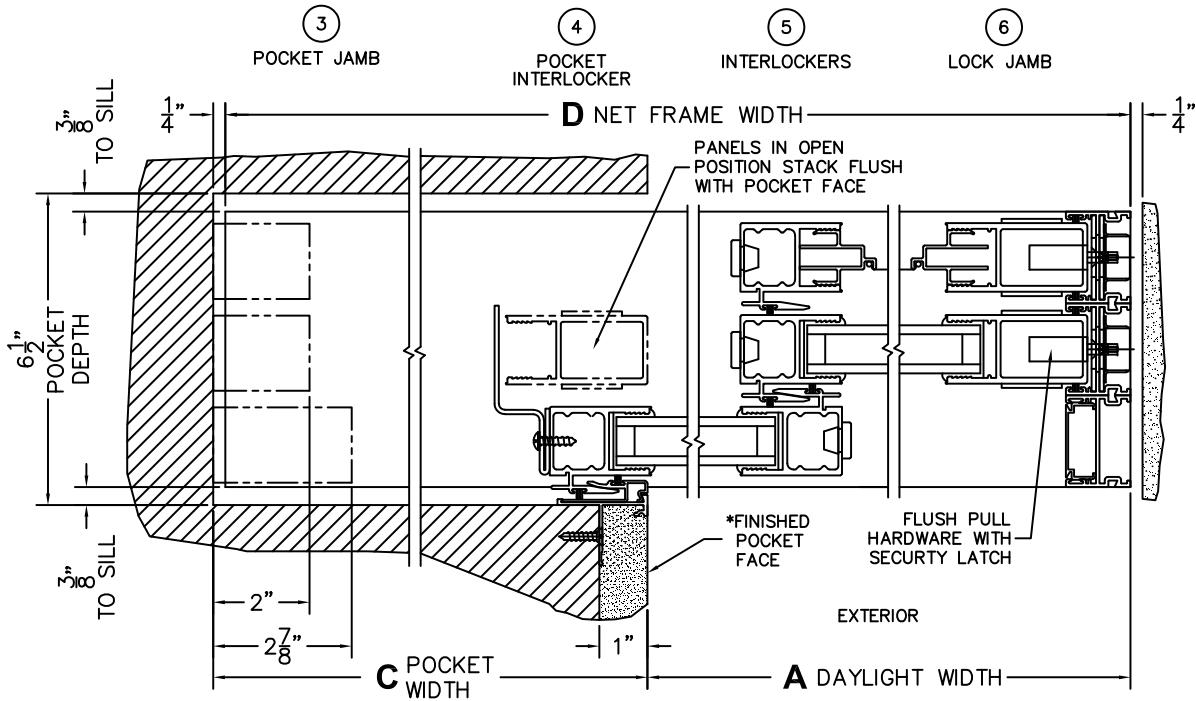 3
4
5
6
POCKET JAMB
POCKET
INTERLOCKER
INTERLOCKERS
LOCK JAMB
3/8"
TO SILL
1/4"
D NET FRAME WIDTH
1/4"
PANELS IN OPEN
POSITION STACK FLUSH
WITH POCKET FACE
6 1/2"
POCKET
DEPTH
3/8"
TO SILL
*FINISHED
POCKET
FACE
FLUSH PULL
HARDWARE WITH
SECURTY LATCH
EXTERIOR
2"
2 7/8"
1"
C POCKET
WIDTH
A DAYLIGHT WIDTH